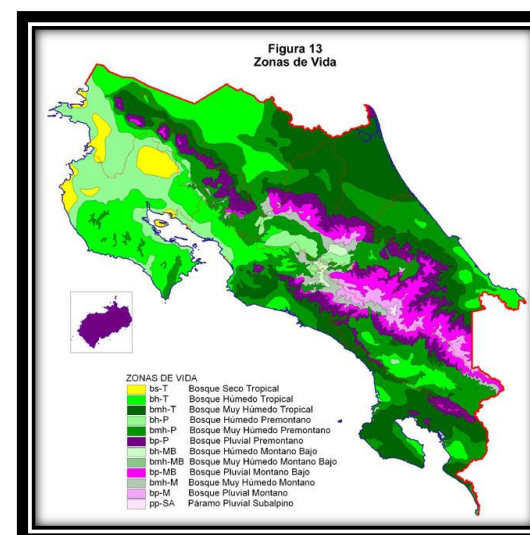 Figura 13
Zonas de Vida
ZONAS DE VIDA
bs-T Bosque Seco Tropical
bh-T Bosque Húmedo Tropical
bmh-T Bosque Muy Húmedo Tropical
bh-P Bosque Húmedo Premontano
bmh-P Bosque Muy Húmedo Premontano
bp-P Bosque Pluvial Premontano
bh-MB Bosque Húmedo Montano Bajo
bmh-MB Bosque Muy Húmedo Montano Bajo
bp-MB Bosque Pluvial Montano Bajo
bmh-M Bosque Muy Húmedo Montano
bp-M Bosque Pluvial Montano
pp-SA Páramo Pluvial Subalpino